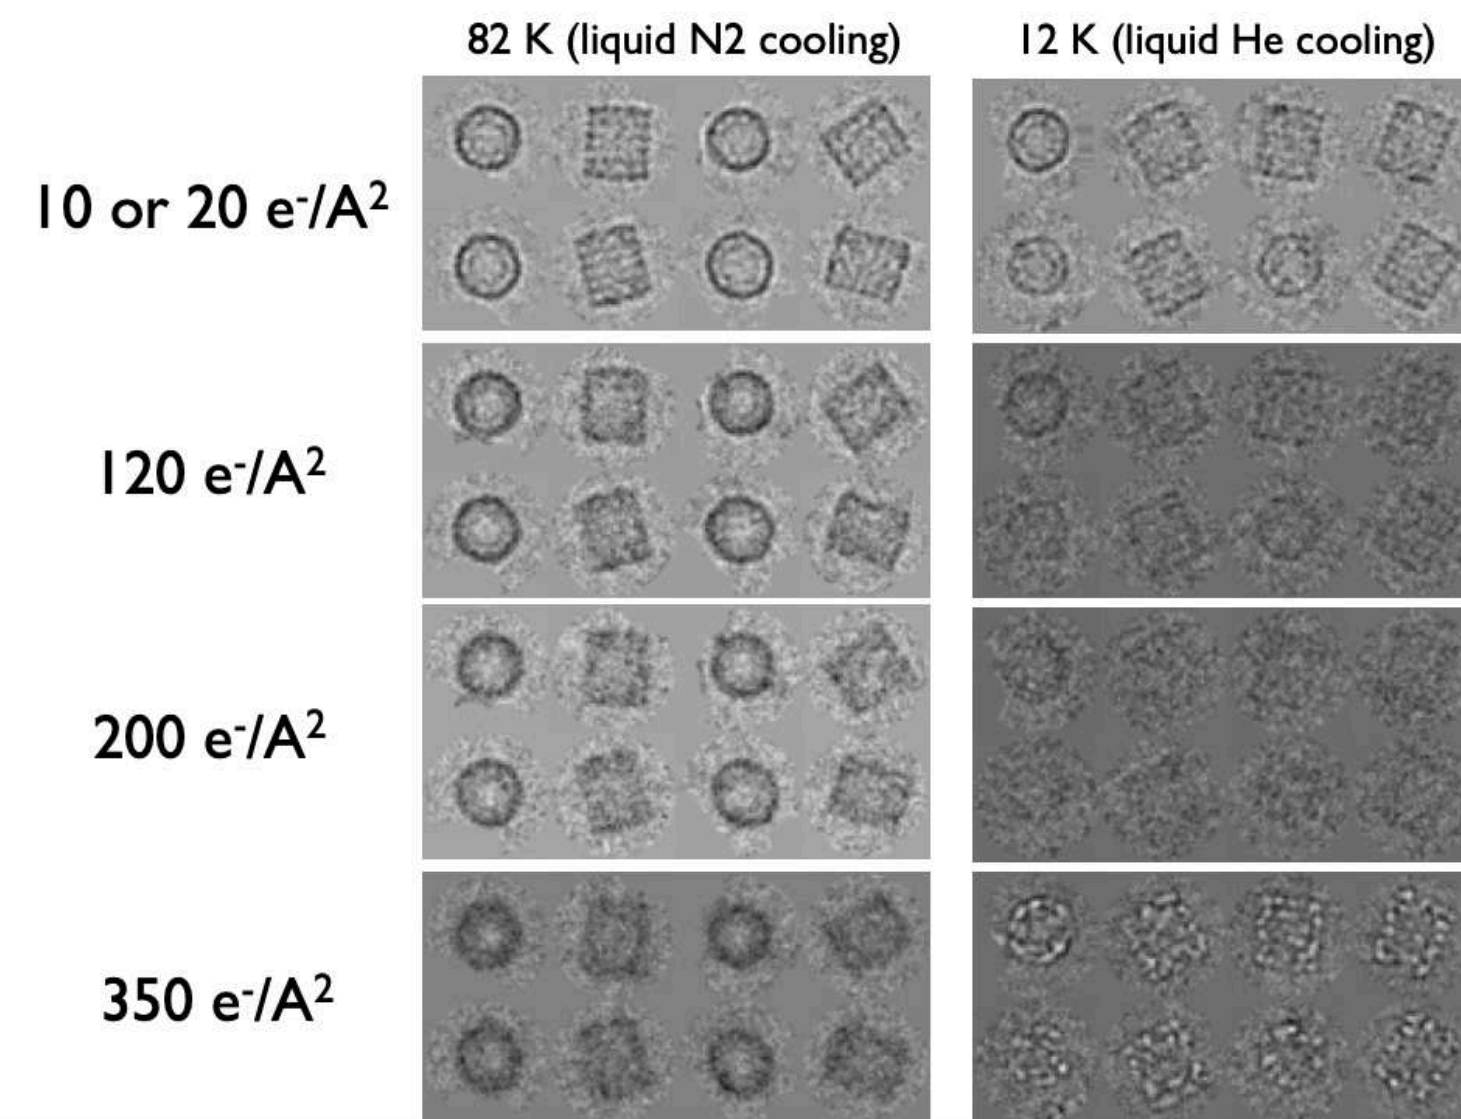 82 K (liquid N2 cooling)
12 K (liquid He cooling)
10 or 20 e⁻/A²
120 e⁻/A²
200 e⁻/A²
350 e⁻/A²